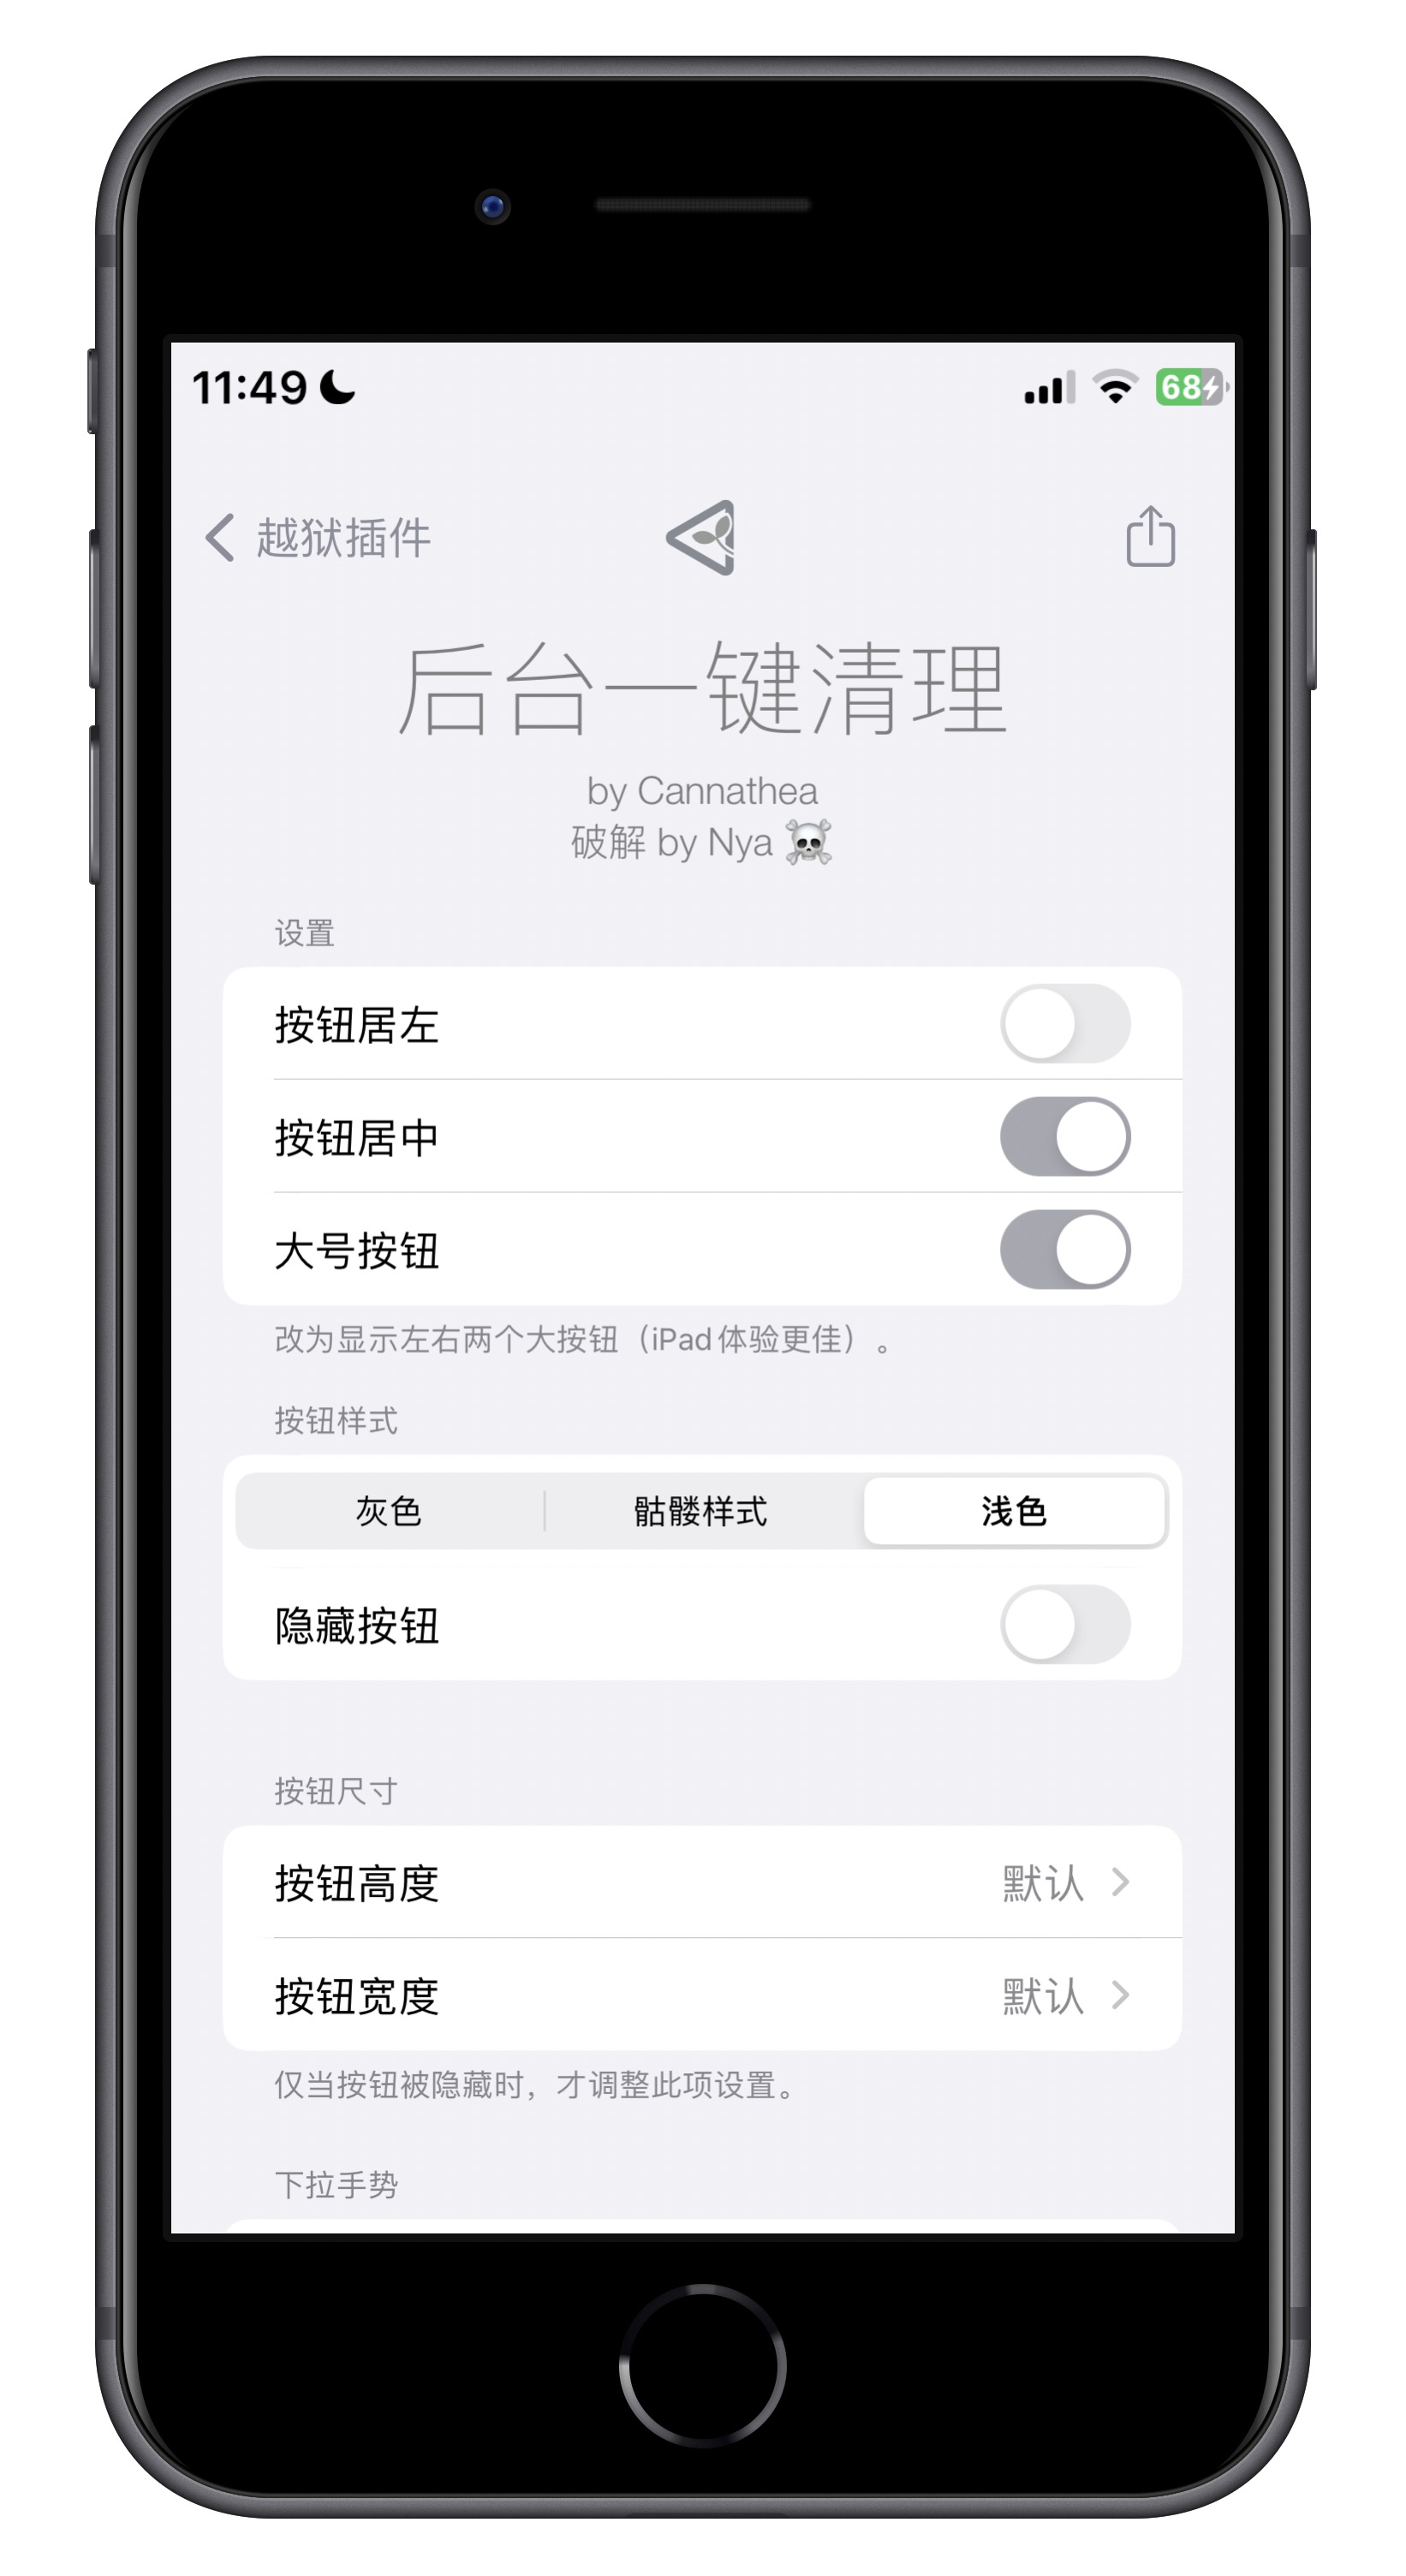 11:49
68
越狱插件
后台一键清理
by Cannathea
破解 by Nya ☠️
设置
按钮居左
按钮居中
大号按钮
改为显示左右两个大按钮（iPad 体验更佳）。
按钮样式
灰色 骷髅样式 浅色
隐藏按钮
按钮尺寸
按钮高度 默认
按钮宽度 默认
仅当按钮被隐藏时，才调整此项设置。
下拉手势